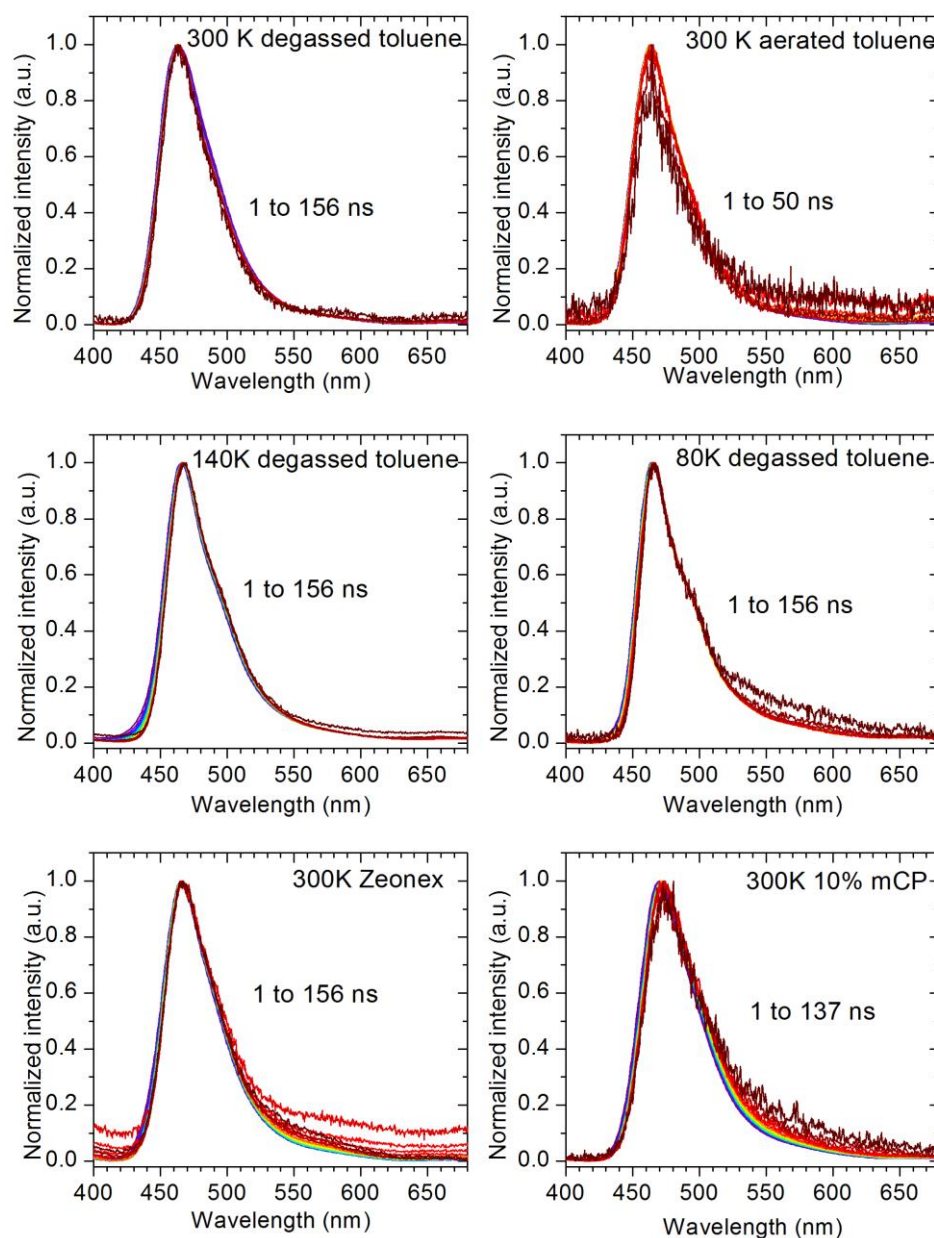 300 K degassed toluene
1 to 156 ns
Normalized intensity (a.u.)
1.0
0.8
0.6
0.4
0.2
0.0
400 450 500 550 600 650
Wavelength (nm)
300 K aerated toluene
1 to 50 ns
Normalized intensity (a.u.)
1.0
0.8
0.6
0.4
0.2
0.0
400 450 500 550 600 650
Wavelength (nm)
140K degassed toluene
1 to 156 ns
Normalized intensity (a.u.)
1.0
0.8
0.6
0.4
0.2
0.0
400 450 500 550 600 650
Wavelength (nm)
80K degassed toluene
1 to 156 ns
Normalized intensity (a.u.)
1.0
0.8
0.6
0.4
0.2
0.0
400 450 500 550 600 650
Wavelength (nm)
300K Zeonex
1 to 156 ns
Normalized intensity (a.u.)
1.0
0.8
0.6
0.4
0.2
0.0
400 450 500 550 600 650
Wavelength (nm)
300K 10% mCP
1 to 137 ns
Normalized intensity (a.u.)
1.0
0.8
0.6
0.4
0.2
0.0
400 450 500 550 600 650
Wavelength (nm)